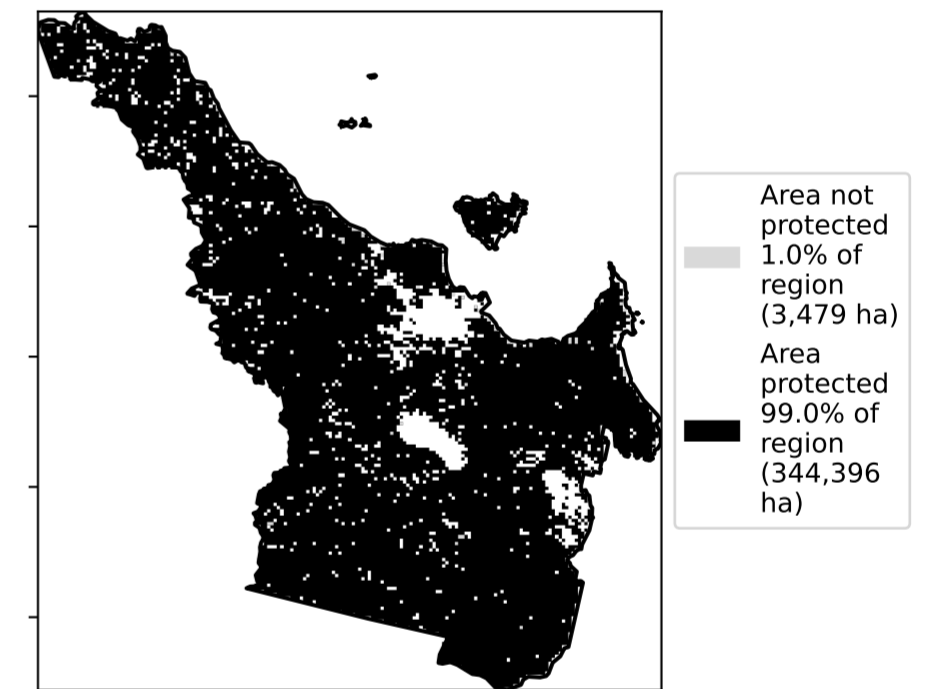 Area not
protected
1.0% of
region
(3,479 ha)
Area
protected
99.0% of
region
(344,396
ha)